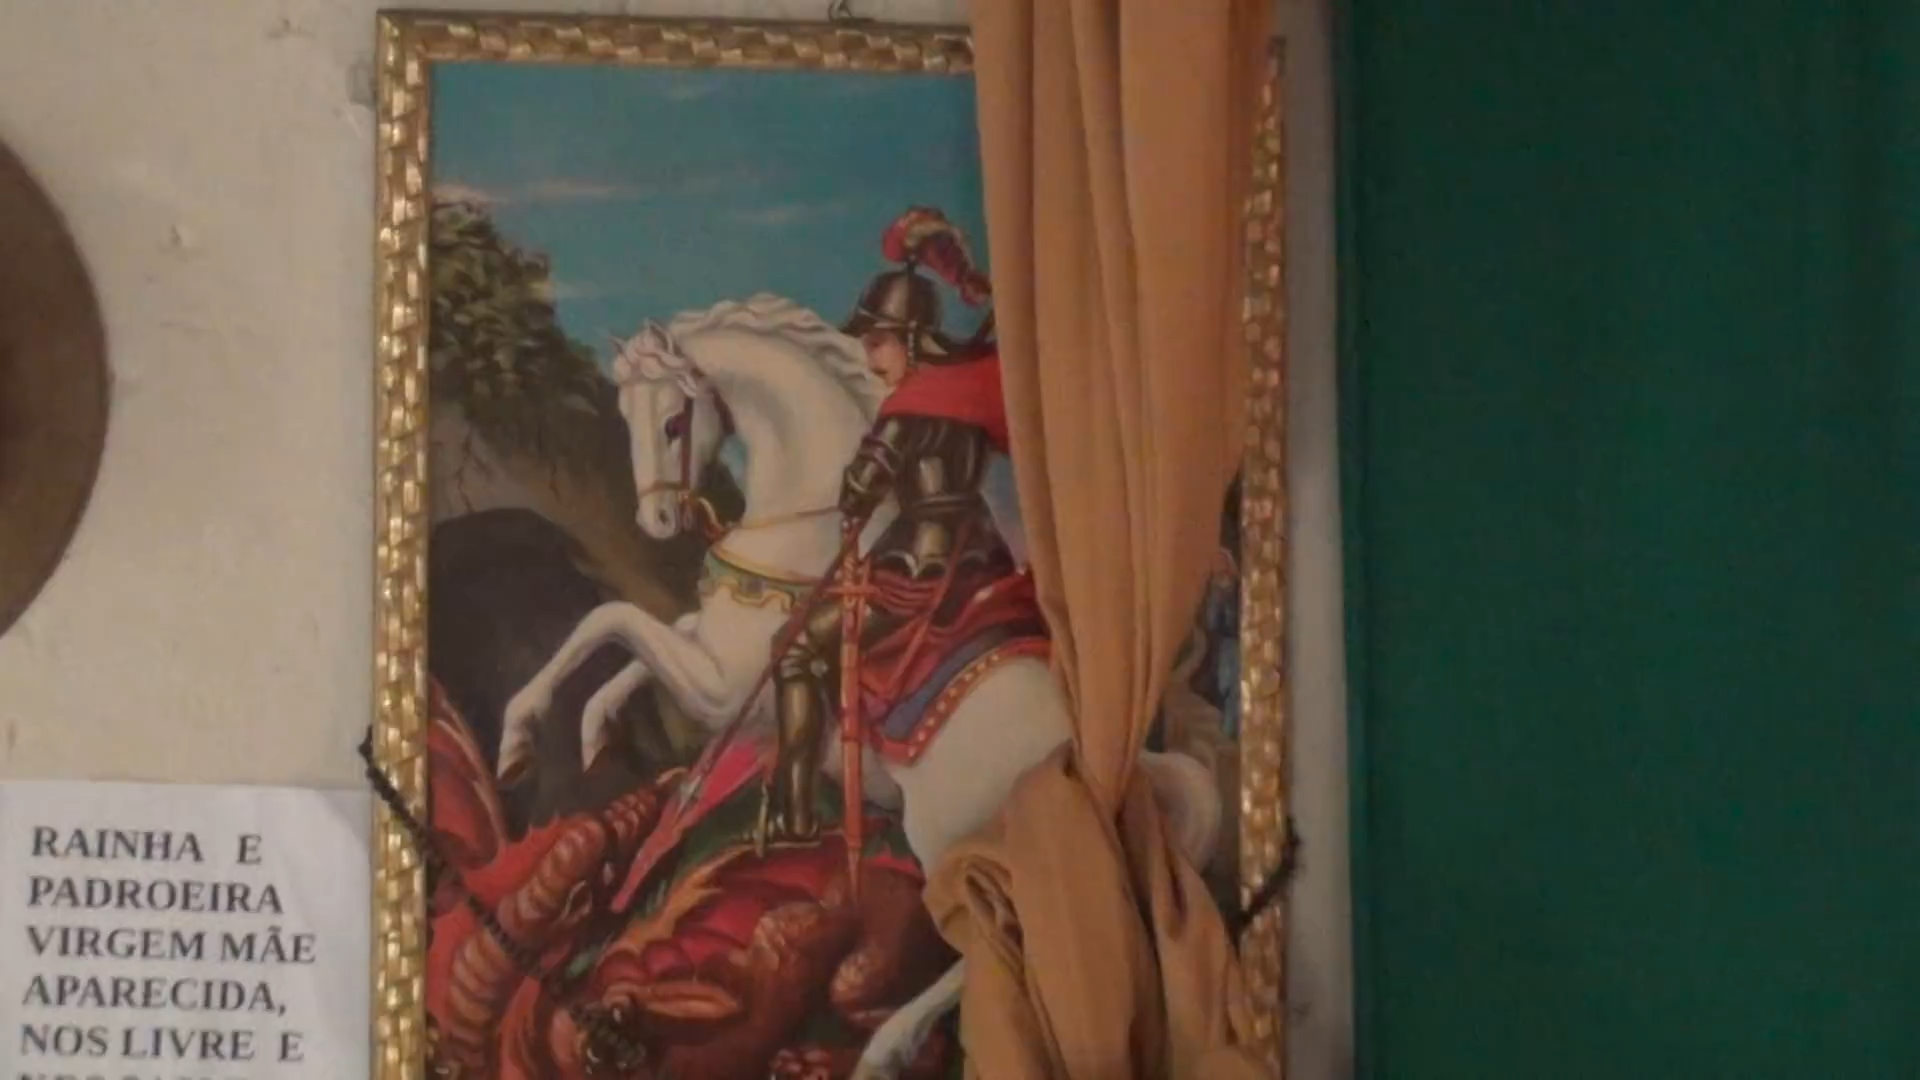 RAINHA E
PADROEIRA
VIRGEM MÃE
APARECIDA,
NOS LIVRE E